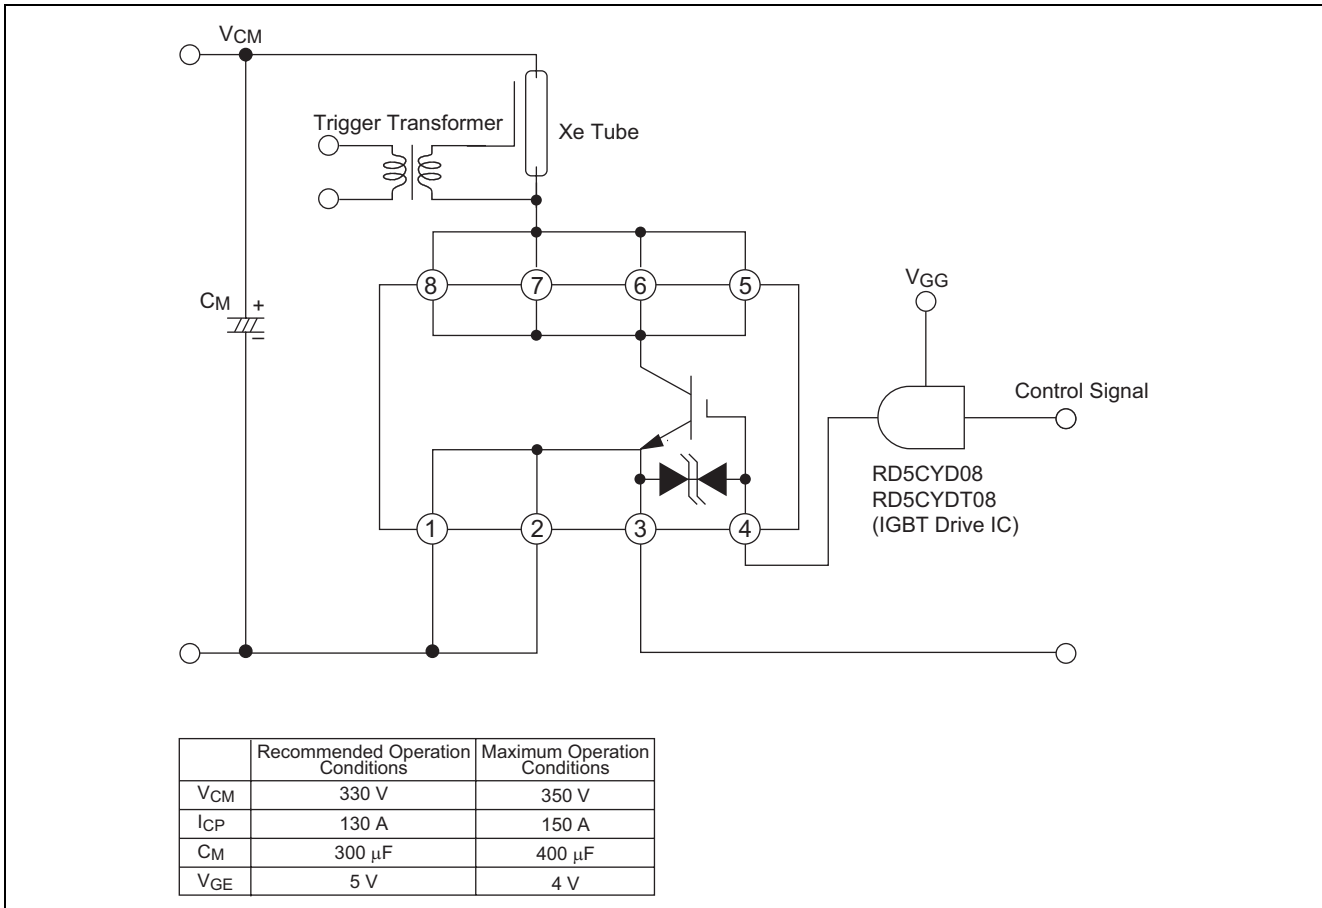 VCM
Trigger Transformer
Xe Tube
8 7 6 5
VGG
CM + –
Control Signal
RD5CYD08
RD5CYDT08
(IGBT Drive IC)
1 2 3 4
Recommended Operation Conditions Maximum Operation Conditions
VCM 330 V 350 V
ICP 130 A 150 A
CM 300 μF 400 μF
VGE 5 V 4 V